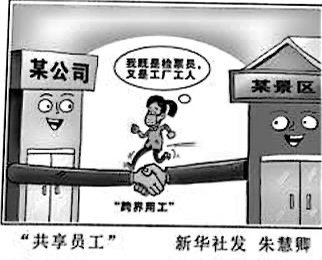 某公司
我既是检票员，
又是工厂工人
某景区
“跨界用工”
“共享员工” 新华社发 朱慧卿